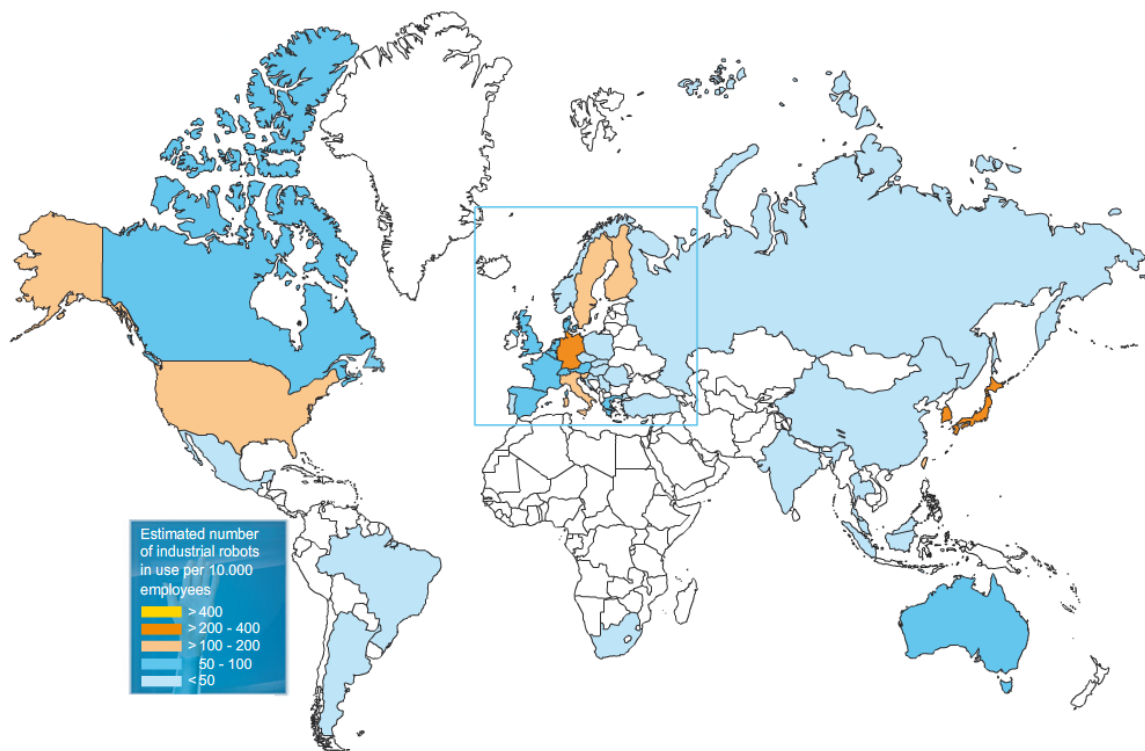 Estimated number
of industrial robots
in use per 10.000
employees
>400
>200 - 400
>100 - 200
50 - 100
<50